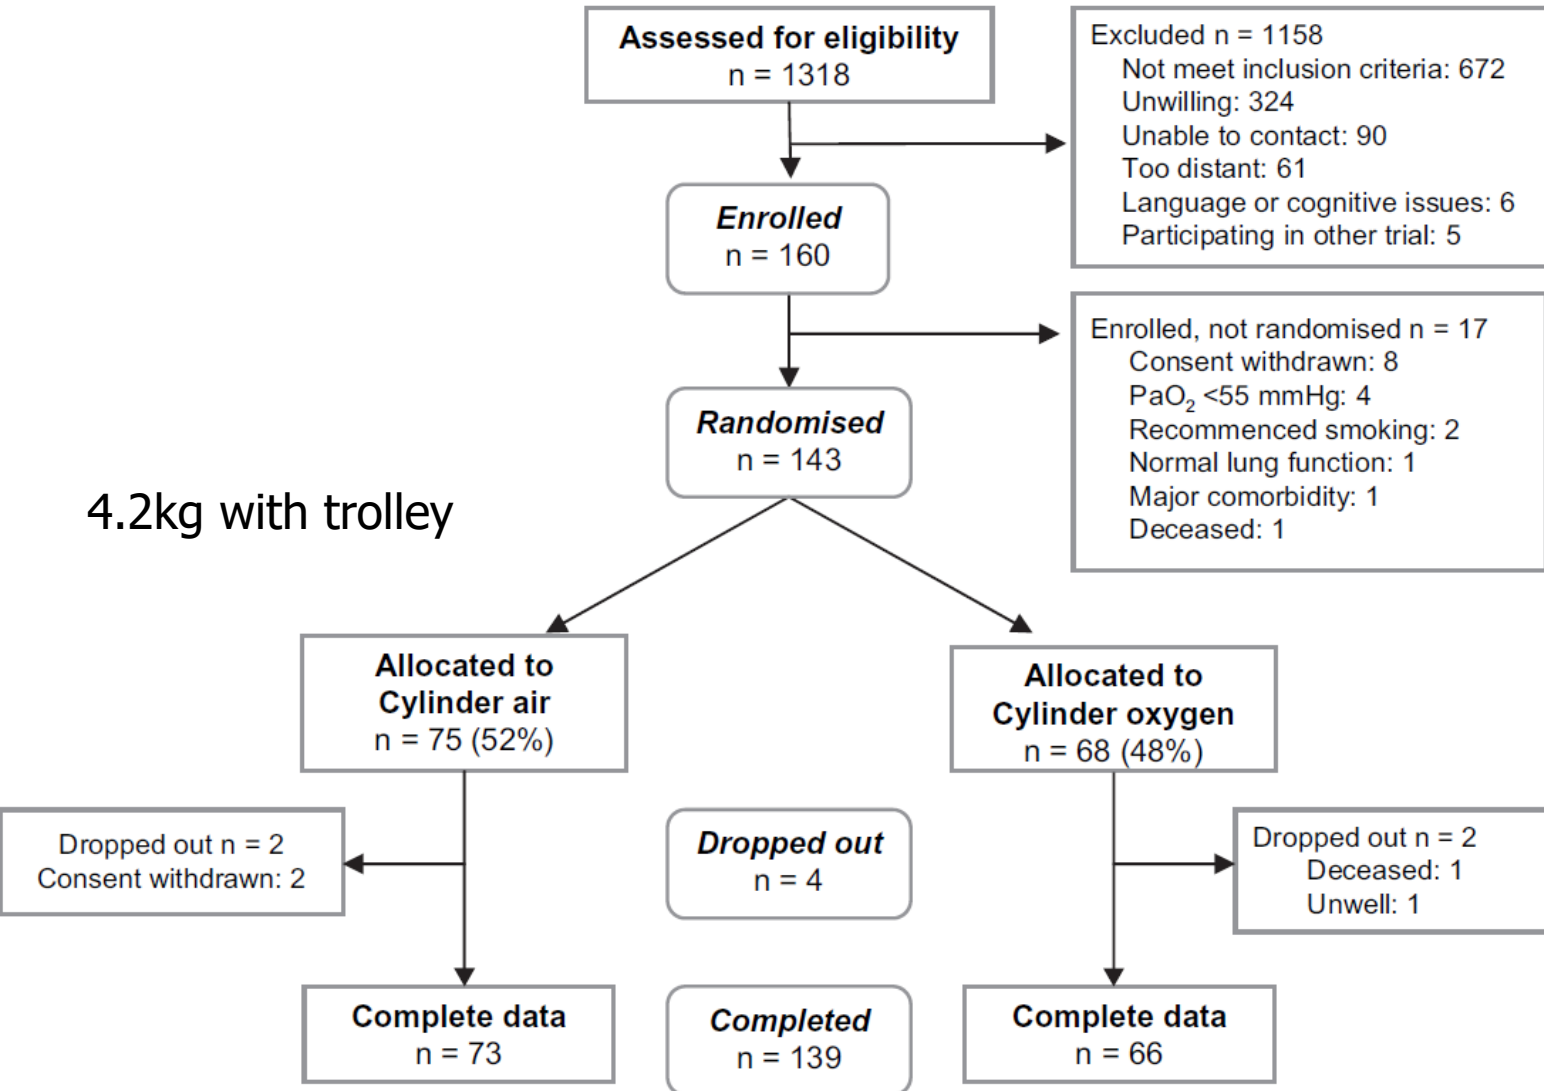 Assessed for eligibility
n = 1318
Excluded n = 1158
Not meet inclusion criteria: 672
Unwilling: 324
Unable to contact: 90
Too distant: 61
Language or cognitive issues: 6
Participating in other trial: 5
Enrolled
n = 160
Enrolled, not randomised n = 17
Consent withdrawn: 8
PaO₂ <55 mmHg: 4
Recommenced smoking: 2
Normal lung function: 1
Major comorbidity: 1
Deceased: 1
Randomised
n = 143
4.2kg with trolley
Allocated to
Cylinder air
n = 75 (52%)
Allocated to
Cylinder oxygen
n = 68 (48%)
Dropped out n = 2
Consent withdrawn: 2
Dropped out
n = 4
Dropped out n = 2
Deceased: 1
Unwell: 1
Complete data
n = 73
Completed
n = 139
Complete data
n = 66